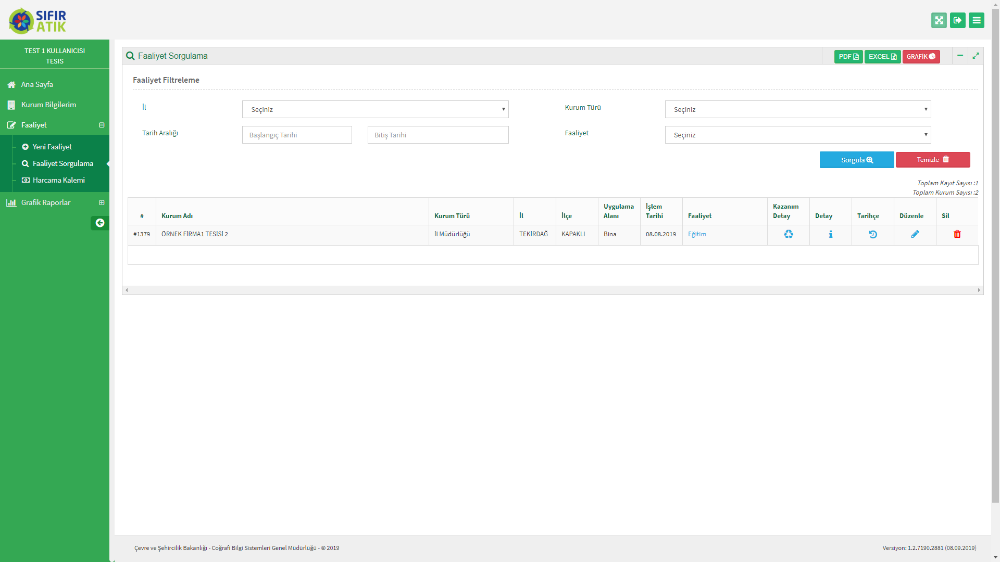 SIFIR
ATIK
TEST 1 KULLANICISI
TESIS
Ana Sayfa
Kurum Bilgilerim
Faaliyet
Yeni Faaliyet
Faaliyet Sorgulama
Harcama Kalemi
Grafik Raporlar
Faaliyet Sorgulama
PDF EXCEL GRAFİK
Faaliyet Filtreleme
İl Seçiniz Kurum Türü Seçiniz
Tarih Aralığı Başlangıç Tarihi Bitiş Tarihi Faaliyet Seçiniz
Sorgula Temizle
Toplam Kayıt Sayısı :1
Toplam Kurum Sayısı :2
# Kurum Adı Kurum Türü İl İlçe Uygulama Alanı İşlem Tarihi Faaliyet Kazanım Detay Detay Tarihçe Düzenle Sil
#1379 ÖRNEK FİRMA1 TESİSİ 2 İl Müdürlüğü TEKİRDAĞ KAPAKLI Bina 08.08.2019 Eğitim
Çevre ve Şehircilik Bakanlığı - Coğrafi Bilgi Sistemleri Genel Müdürlüğü - © 2019
Versiyon: 1.2.7190.2881 (08.09.2019)